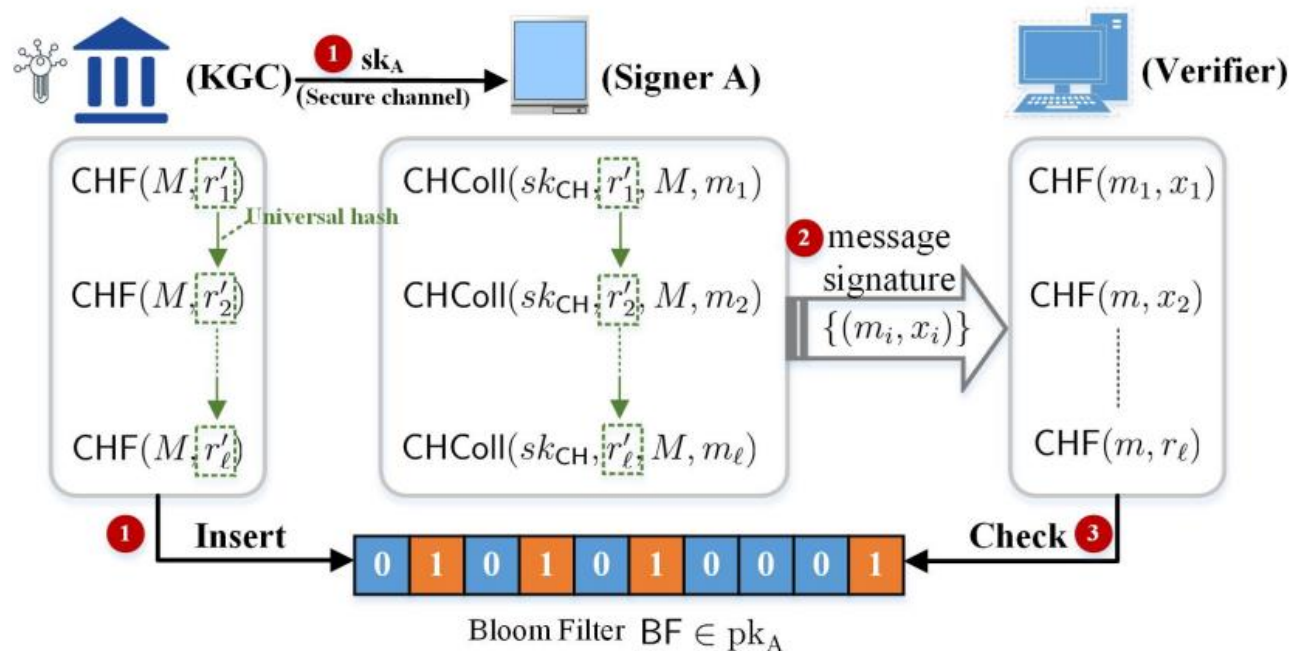 1 sk_A
(KGC)
(Secure channel)
(Signer A)
(Verifier)
CHF(M, r'_1)
Universal hash
CHF(M, r'_2)
CHF(M, r'_ℓ)
CHColl(sk_CH, r'_1, M, m_1)
CHColl(sk_CH, r'_2, M, m_2)
CHColl(sk_CH, r'_ℓ, M, m_ℓ)
2 message
signature
{(m_i, x_i)}
CHF(m_1, x_1)
CHF(m, x_2)
CHF(m, r_ℓ)
1 Insert
Check 3
0 1 0 1 0 1 0 0 0 1
Bloom Filter BF ∈ pk_A